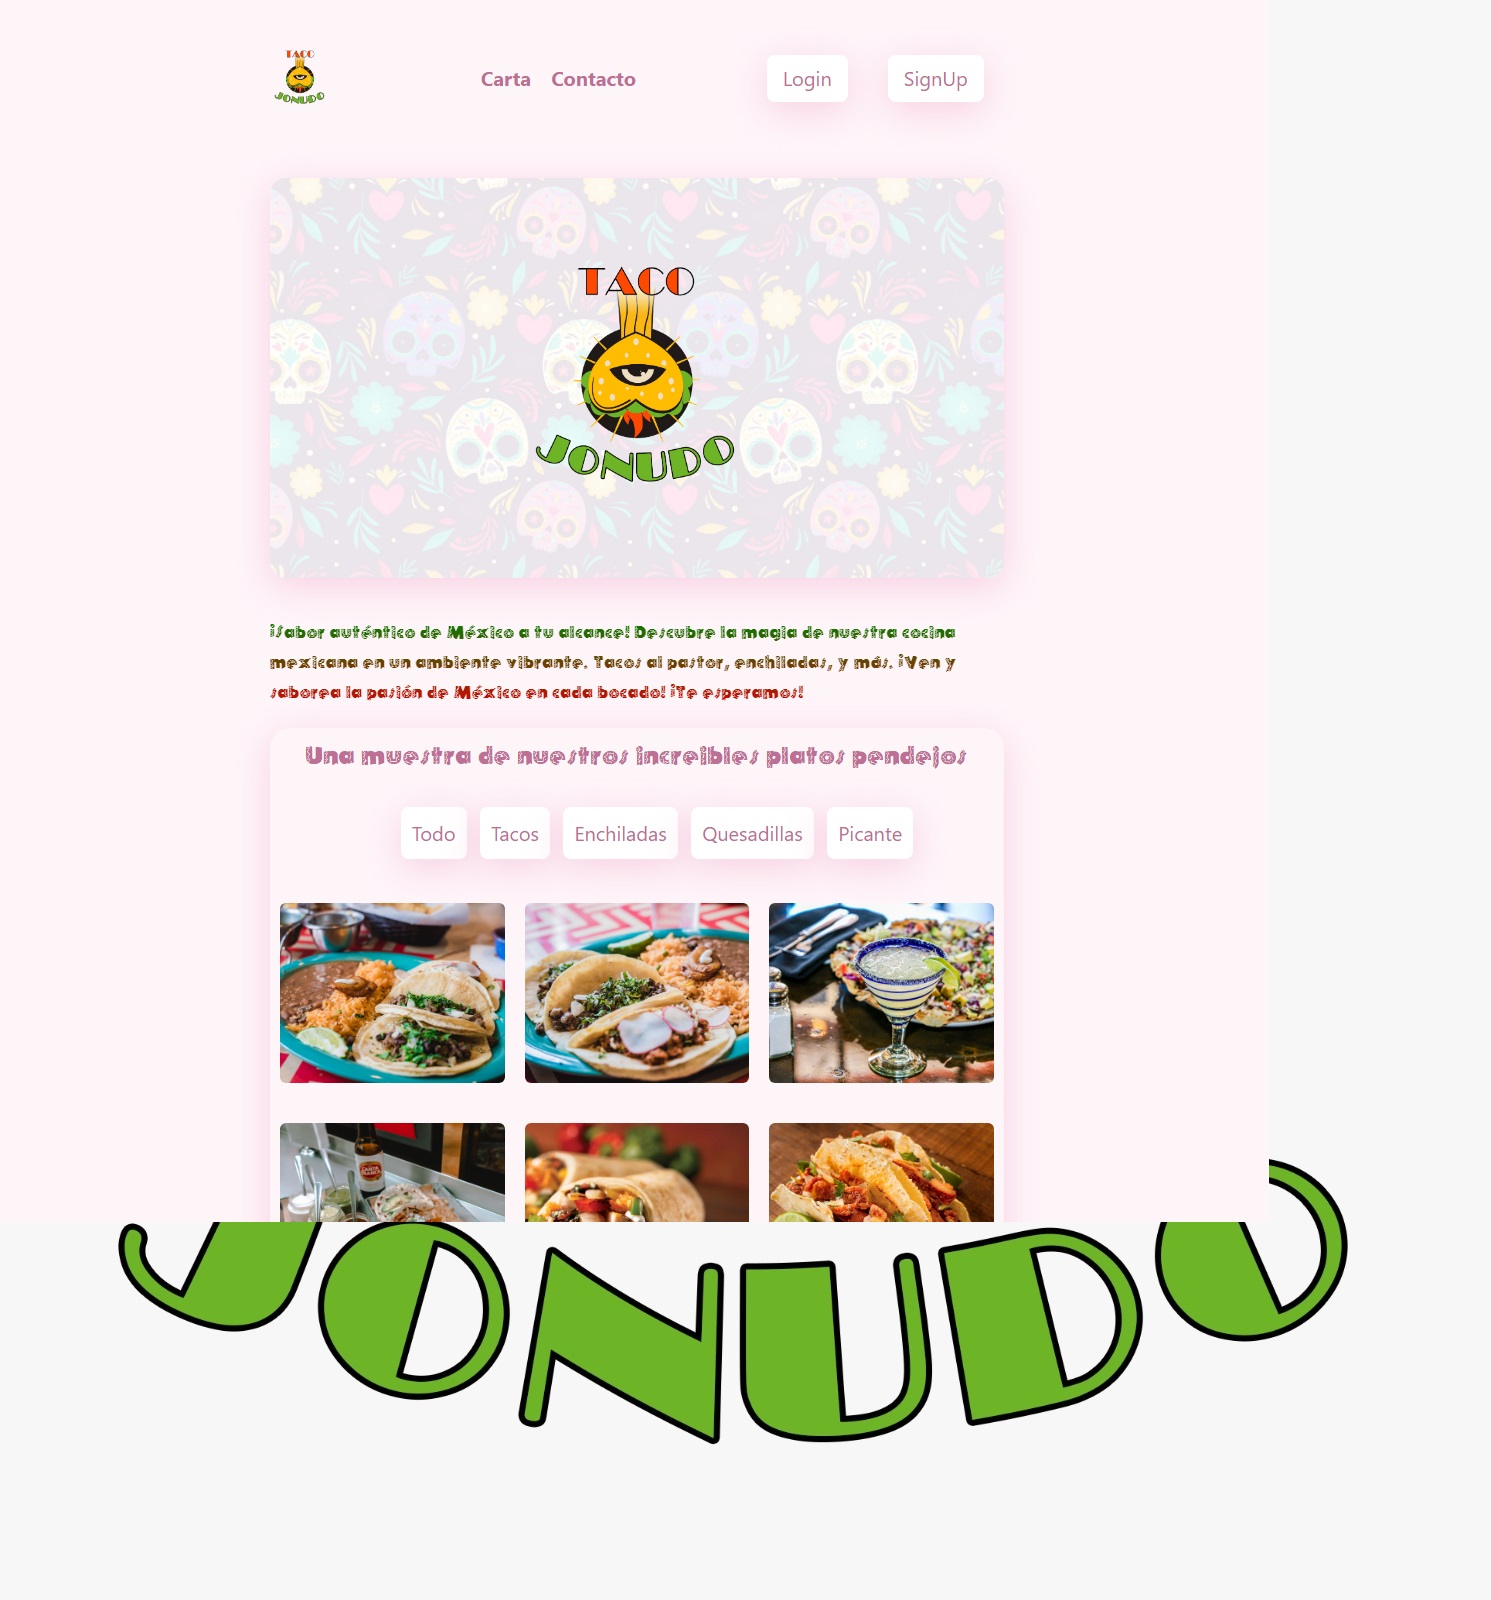 TACO
JONUDO
Carta Contacto Login SignUp
TACO
JONUDO
¡Sabor auténtico de México a tu alcance! Descubre la magia de nuestra cocina
mexicana en un ambiente vibrante. Tacos al pastor, enchiladas, y más. ¡Ven y
saborea la pasión de México en cada bocado! ¡Te esperamos!
Una muestra de nuestros increibles platos pendejos
Todo Tacos Enchiladas Quesadillas Picante
JONUDO